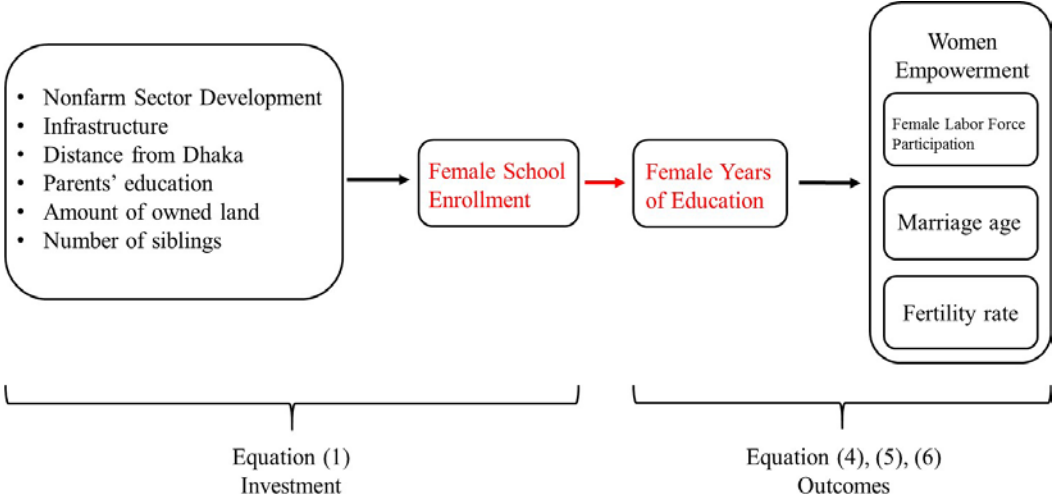 • Nonfarm Sector Development
• Infrastructure
• Distance from Dhaka
• Parents' education
• Amount of owned land
• Number of siblings
Female School
Enrollment
Female Years
of Education
Women
Empowerment
Female Labor Force
Participation
Marriage age
Fertility rate
Equation (1)
Investment
Equation (4), (5), (6)
Outcomes